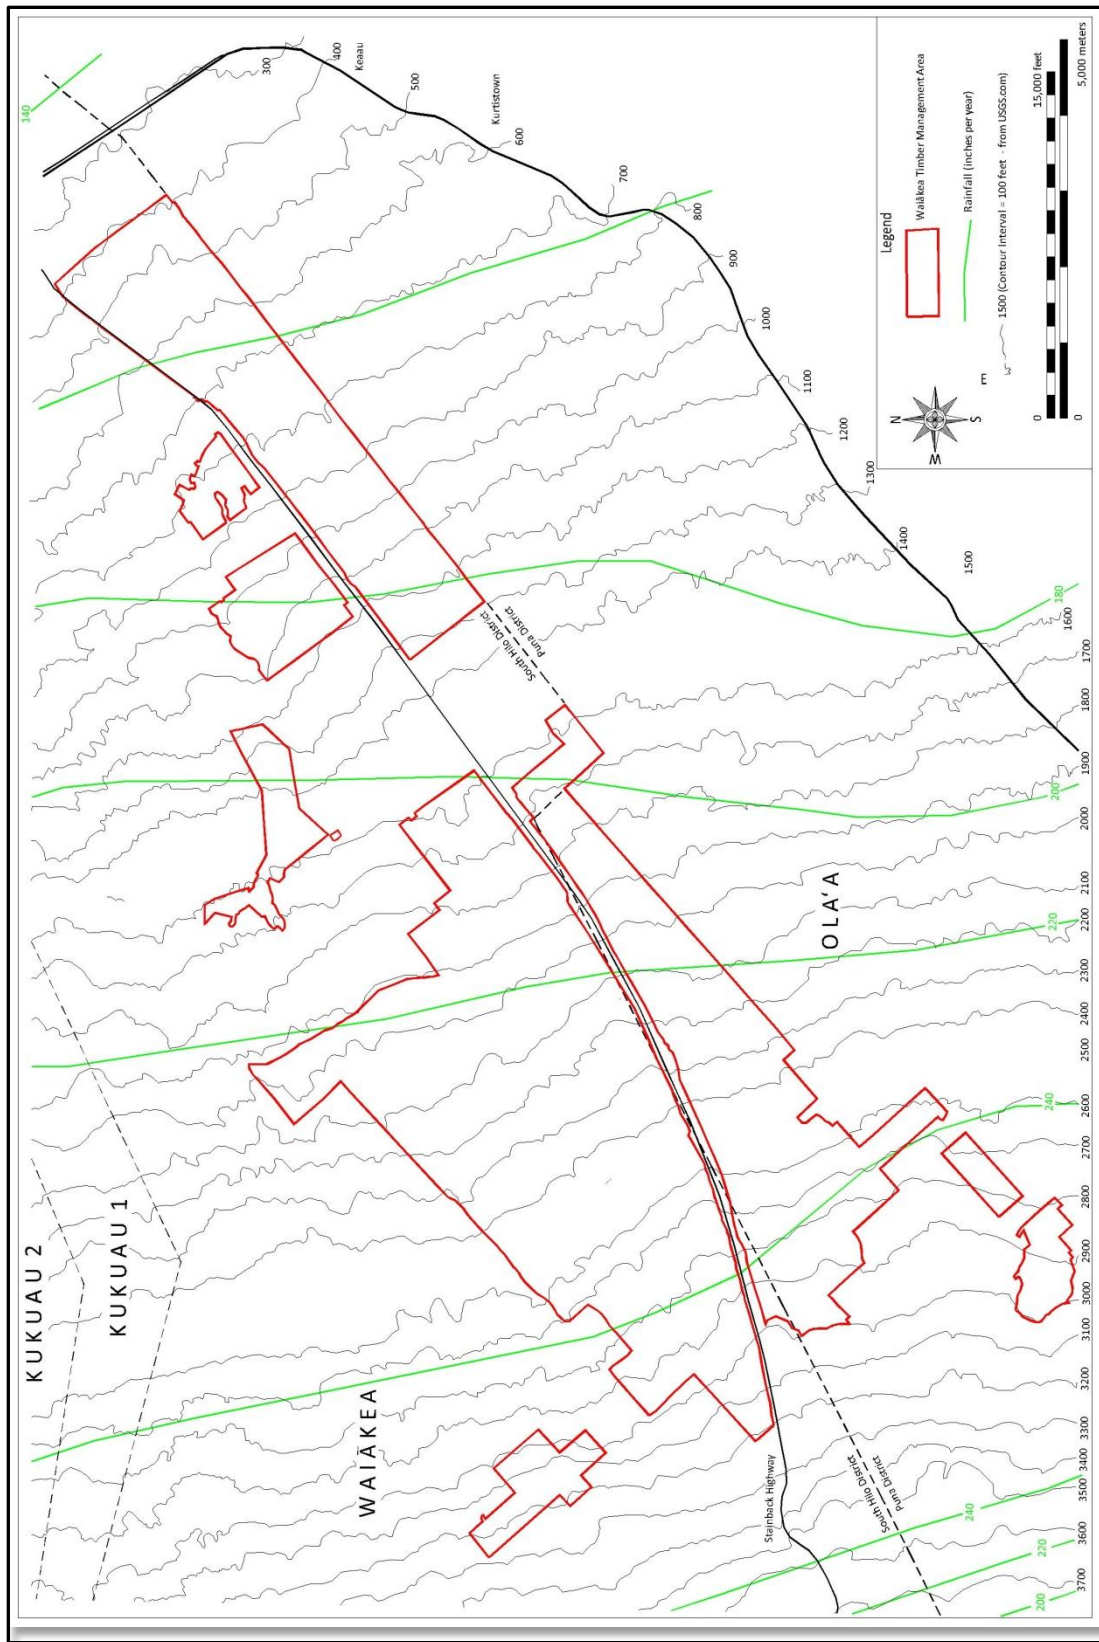 140
300
400
Keaau
500
Kurtistown
600
700
800
900
1000
1100
1200
1300
1400
1500
180
1600
1700
1800
1900
200
2000
2100
2200
220
2300
2400
2500
2600
240
2700
2800
2900
3000
3100
3200
3300
3400
3500
3600
3700
240
220
200
South Hilo District
Puna District
South Hilo District
Puna District
Stainback Highway
OLA‘A
WAIĀKEA
KUKUAU 1
KUKUAU 2
Legend
Waiākea Timber Management Area
Rainfall (inches per year)
1500 (Contour Interval = 100 feet - from USGS.com)
N
W
S
E
0
15,000 feet
0
5,000 meters